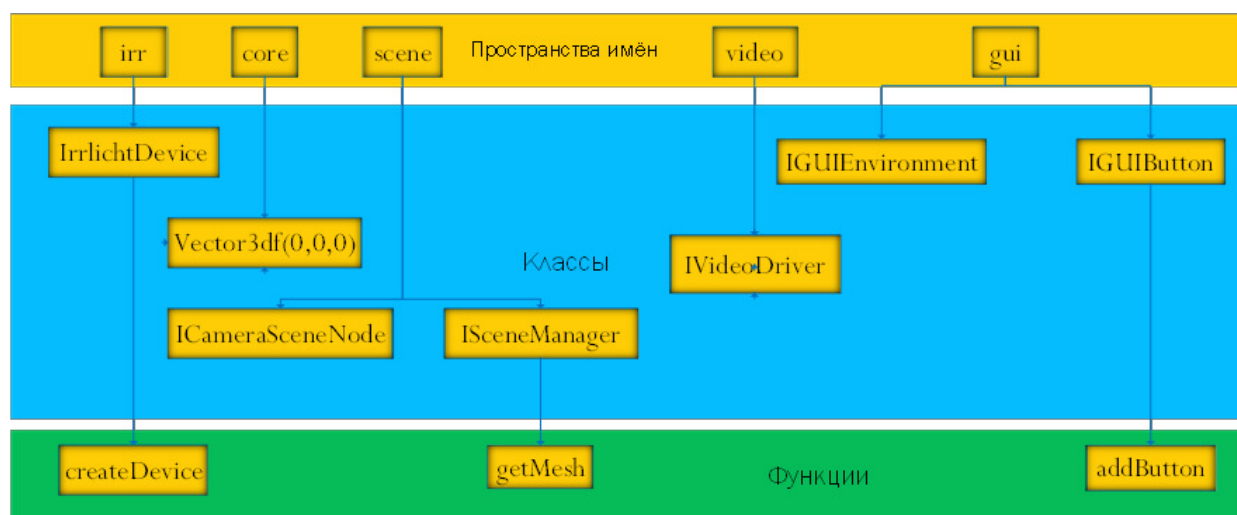 irr
core
scene
Пространства имён
video
gui
IrrlichtDevice
IGUIEnvironment
IGUIButton
Vector3df(0,0,0)
Классы
IVideoDriver
ICameraSceneNode
ISceneManager
createDevice
getMesh
Функции
addButton